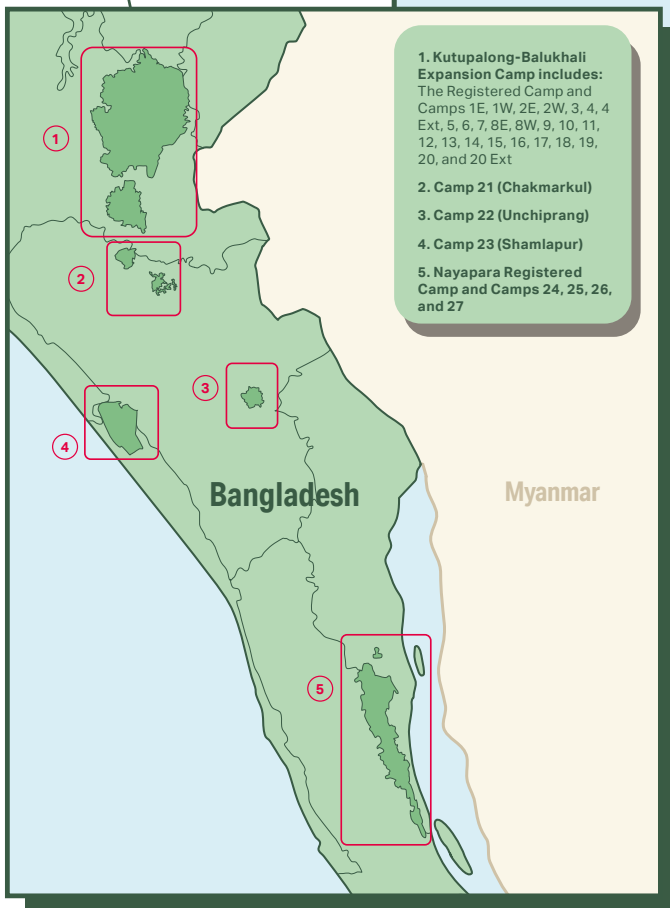 1. Kutupalong-Balukhali
Expansion Camp includes:
The Registered Camp and
Camps 1E, 1W, 2E, 2W, 3, 4, 4
Ext, 5, 6, 7, 8E, 8W, 9, 10, 11,
12, 13, 14, 15, 16, 17, 18, 19,
20, and 20 Ext
2. Camp 21 (Chakmarkul)
3. Camp 22 (Unchiprang)
4. Camp 23 (Shamlapur)
5. Nayapara Registered
Camp and Camps 24, 25, 26,
and 27
1
2
3
4
Bangladesh
Myanmar
5